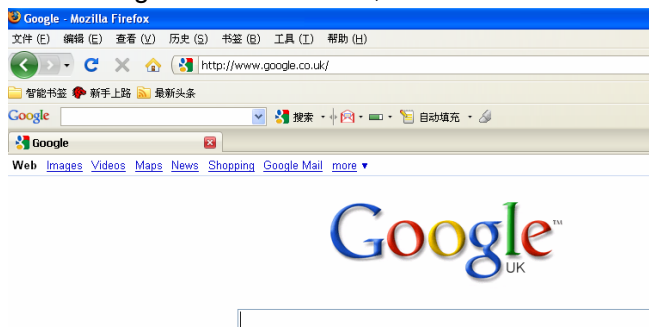 Google - Mozilla Firefox
文件 (F) 编辑 (E) 查看 (V) 历史 (S) 书签 (B) 工具 (T) 帮助 (H)
http://www.google.co.uk/
智能书签 新手上路 最新头条
Google 搜索 自动填充
Google
Web Images Videos Maps News Shopping Google Mail more ▼
Google™
UK